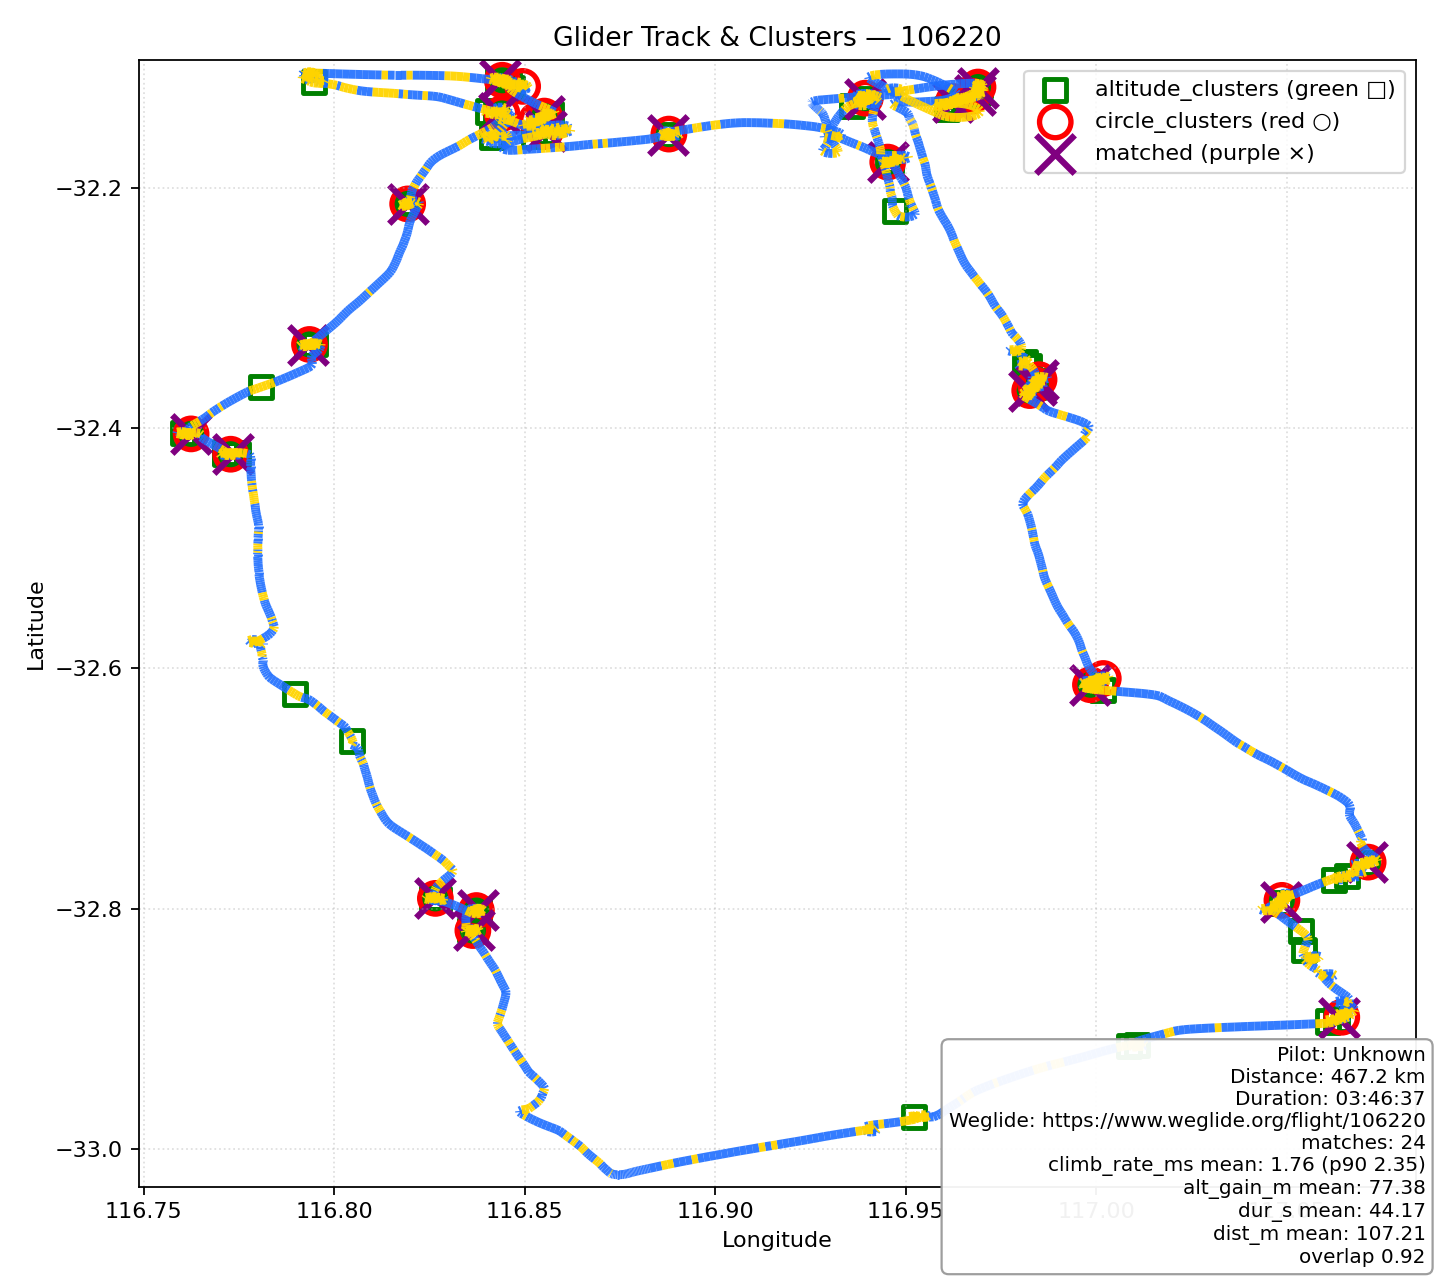 Glider Track & Clusters — 106220
altitude_clusters (green □)
circle_clusters (red ○)
matched (purple ×)
Latitude
−32.2
−32.4
−32.6
−32.8
−33.0
116.75
116.80
116.85
116.90
116.95
117.00
Longitude
Pilot: Unknown
Distance: 467.2 km
Duration: 03:46:37
Weglide: https://www.weglide.org/flight/106220
matches: 24
climb_rate_ms mean: 1.76 (p90 2.35)
alt_gain_m mean: 77.38
dur_s mean: 44.17
dist_m mean: 107.21
overlap 0.92